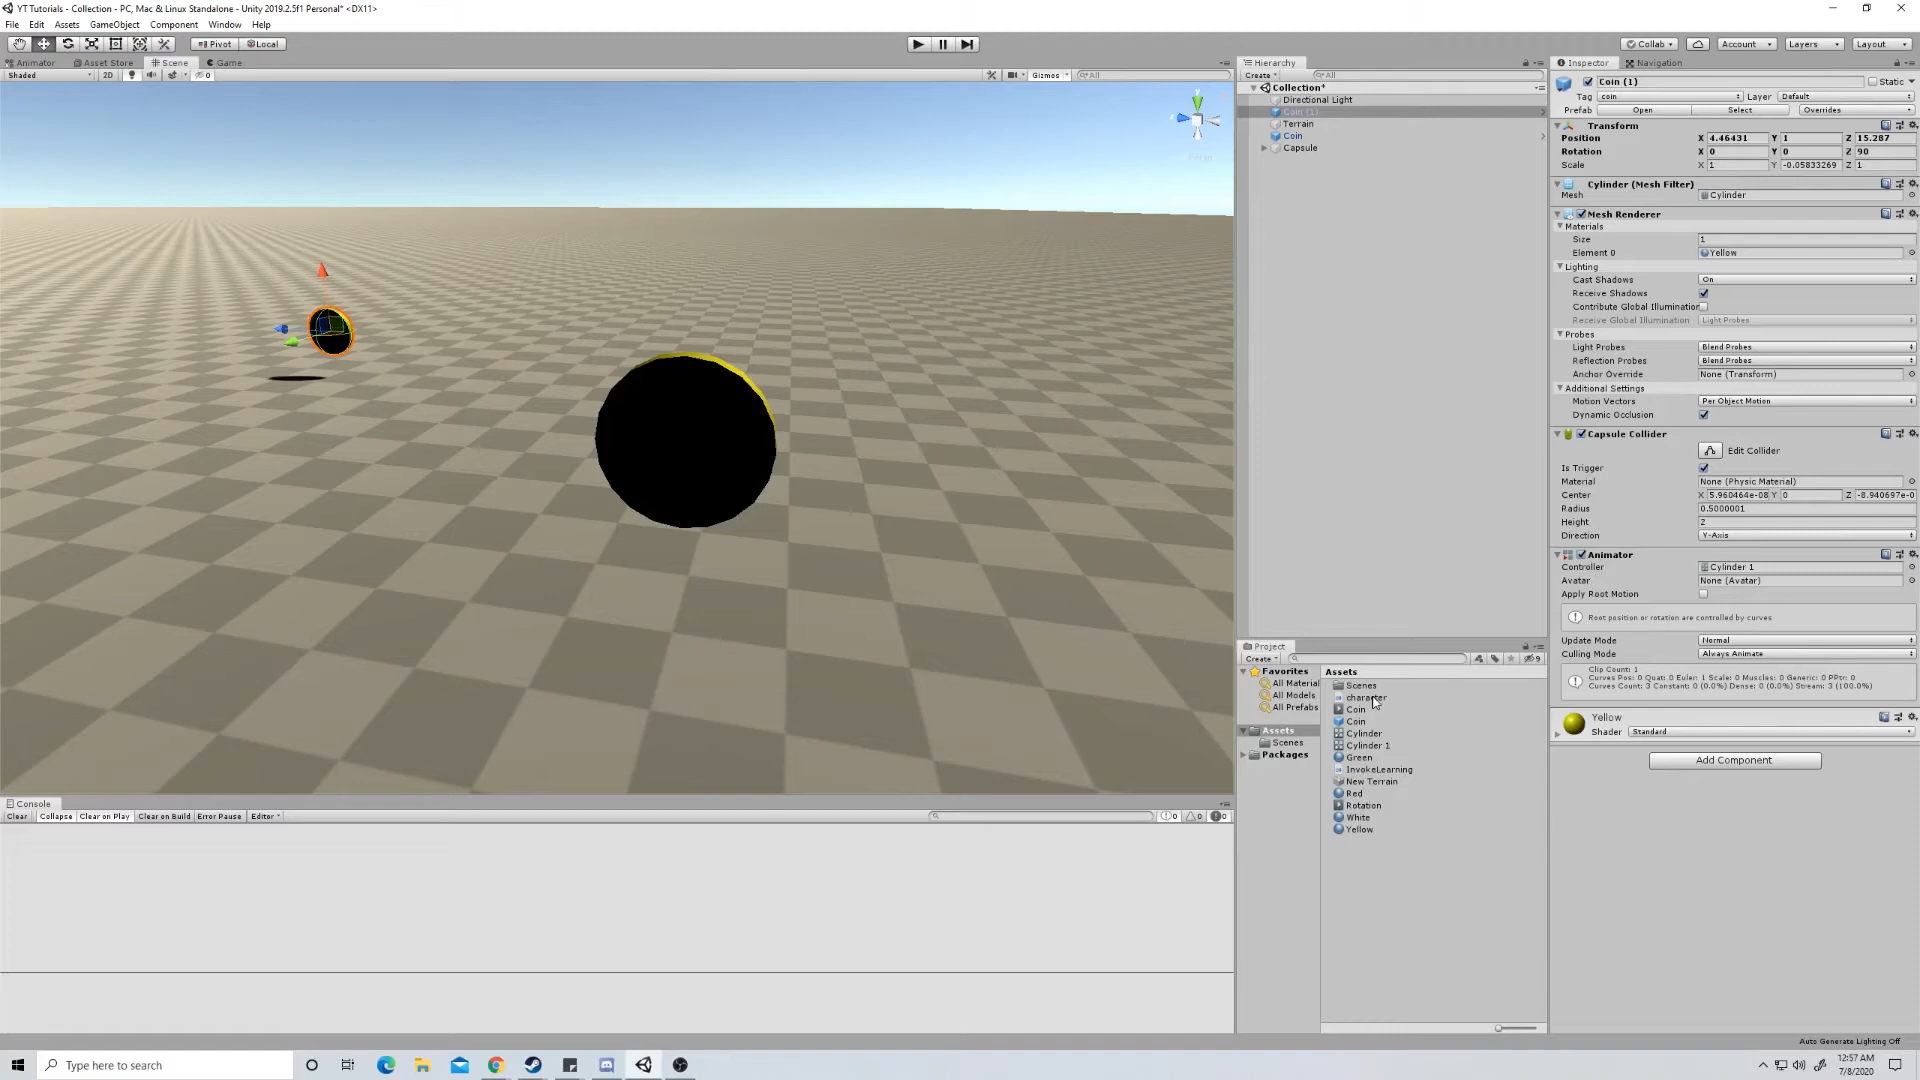 YT Tutorials - Collection - PC, Mac & Linux Standalone - Unity 2019.2.5f1 Personal* <DX11>
File Edit Assets GameObject Component Window Help
Pivot Local Collab Account Layers Layout
Animator Asset Store Scene Game
Shaded 2D 0 Gizmos All
y
Persp
Hierarchy
Create All
Collection*
Directional Light
Coin (1)
Terrain
Coin
Capsule
Project
Create 9
Favorites
All Material
All Models
All Prefabs
Assets
Scenes
Packages
Assets
Scenes
character
Coin
Coin
Cylinder
Cylinder 1
Green
InvokeLearning
New Terrain
Red
Rotation
White
Yellow
Inspector Navigation
Coin (1) Static
Tag coin Layer Default
Prefab Open Select Overrides
Transform
Position X 4.46431 Y 1 Z 15.287
Rotation X 0 Y 0 Z 90
Scale X 1 Y -0.05833269 Z 1
Cylinder (Mesh Filter)
Mesh Cylinder
Mesh Renderer
Materials
Size 1
Element 0 Yellow
Lighting
Cast Shadows On
Receive Shadows
Contribute Global Illumination
Receive Global Illumination Light Probes
Probes
Light Probes Blend Probes
Reflection Probes Blend Probes
Anchor Override None (Transform)
Additional Settings
Motion Vectors Per Object Motion
Dynamic Occlusion
Capsule Collider
Edit Collider
Is Trigger
Material None (Physic Material)
Center X 5.960464e-08 Y 0 Z -8.940697e-0
Radius 0.5000001
Height 2
Direction Y-Axis
Animator
Controller Cylinder 1
Avatar None (Avatar)
Apply Root Motion
Root position or rotation are controlled by curves
Update Mode Normal
Culling Mode Always Animate
Clip Count: 1
Curves Pos: 0 Quat: 0 Euler: 1 Scale: 0 Muscles: 0 Generic: 0 PPtr: 0
Curves Count: 3 Constant: 0 (0.0%) Dense: 0 (0.0%) Stream: 3 (100.0%)
Yellow
Shader Standard
Add Component
Console
Clear Collapse Clear on Play Clear on Build Error Pause Editor 0 0 0
Auto Generate Lighting Off
Type here to search
12:57 AM
7/8/2020